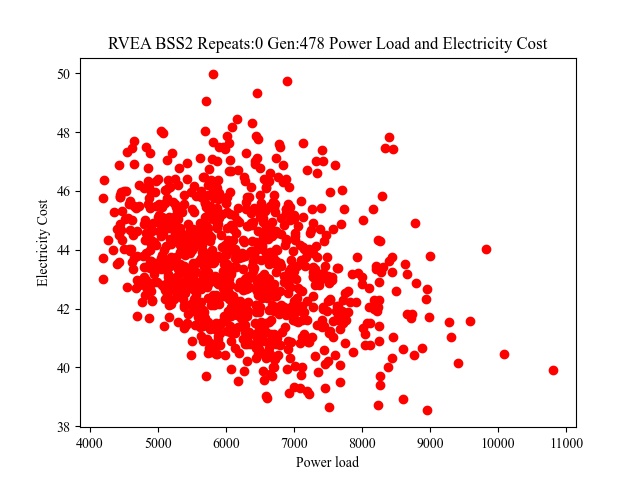 RVEA BSS2 Repeats:0 Gen:478 Power Load and Electricity Cost
50
48
46
44
42
40
38
Electricity Cost
4000 5000 6000 7000 8000 9000 10000 11000
Power load